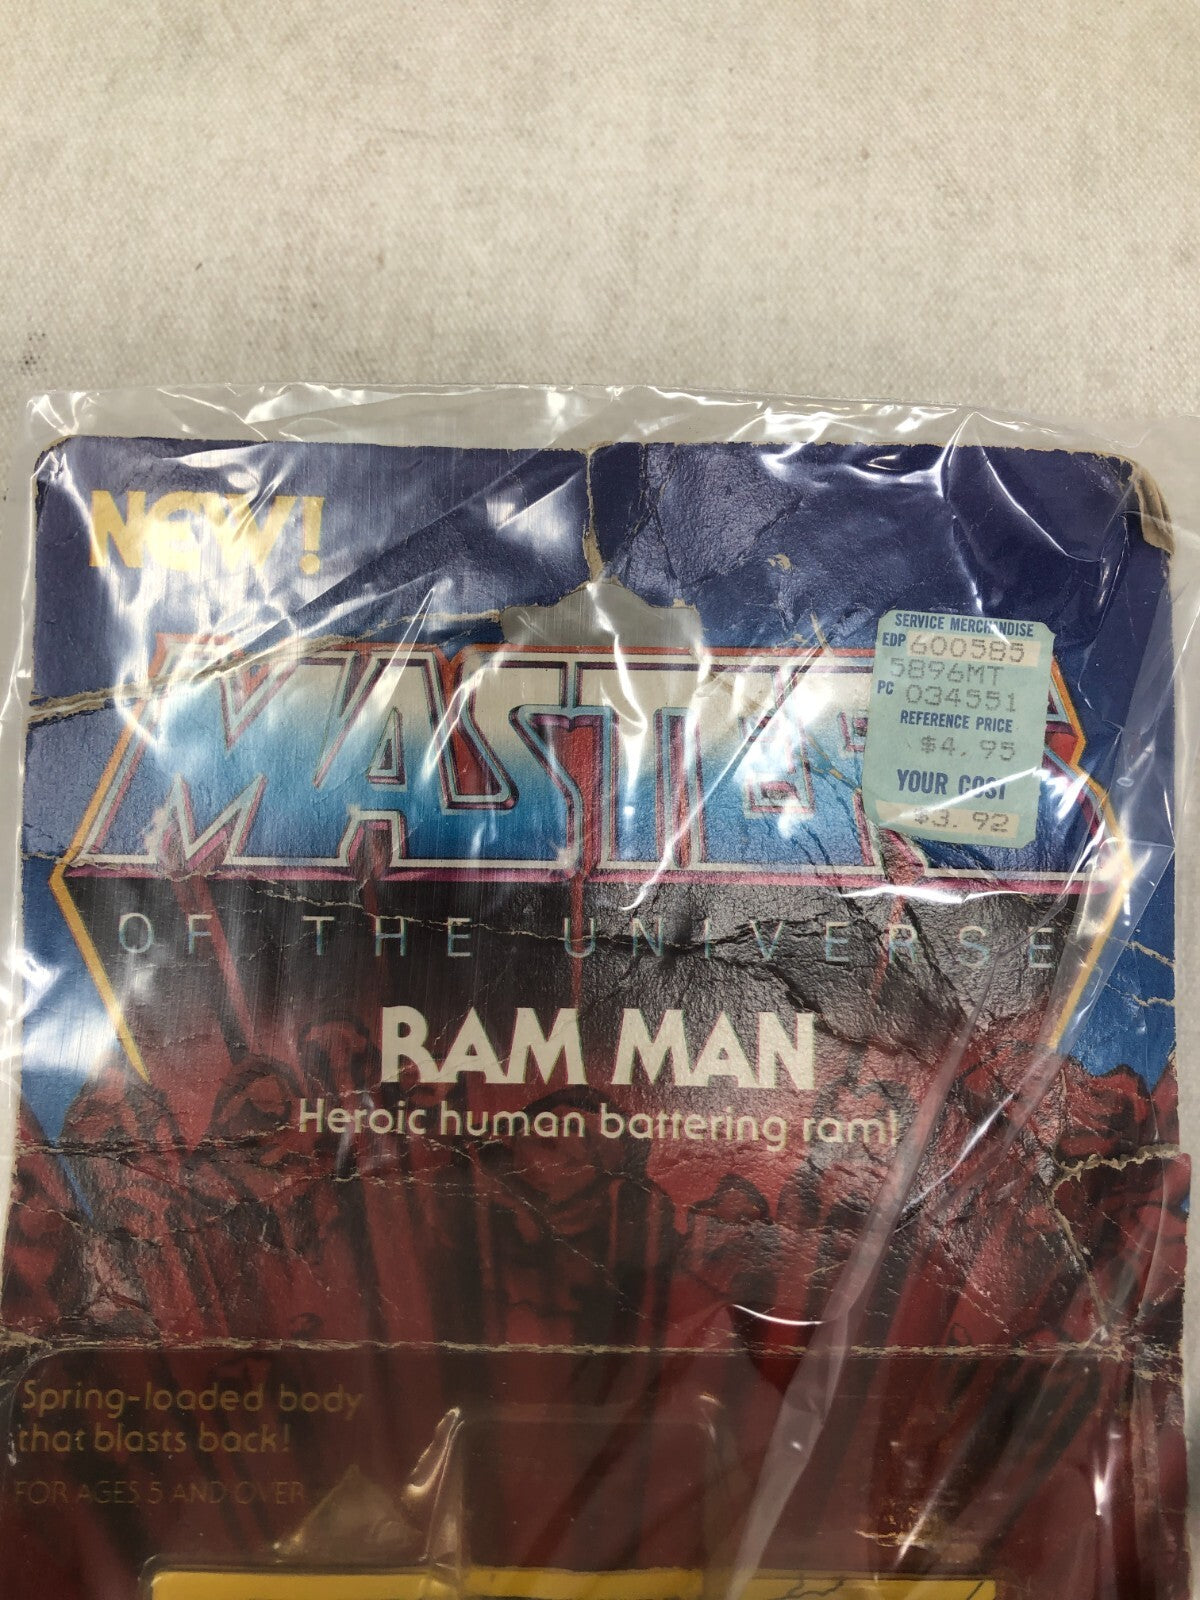 NEW!
SERVICE MERCHANDISE
EDP 600585
5896MT
PC 034551
REFERENCE PRICE
$4.95
YOUR COST
$3.92
MASTERS
OF THE UNIVERSE
RAM MAN
Heroic human battering ram!
Spring-loaded body
that blasts back!
FOR AGES 5 AND OVER